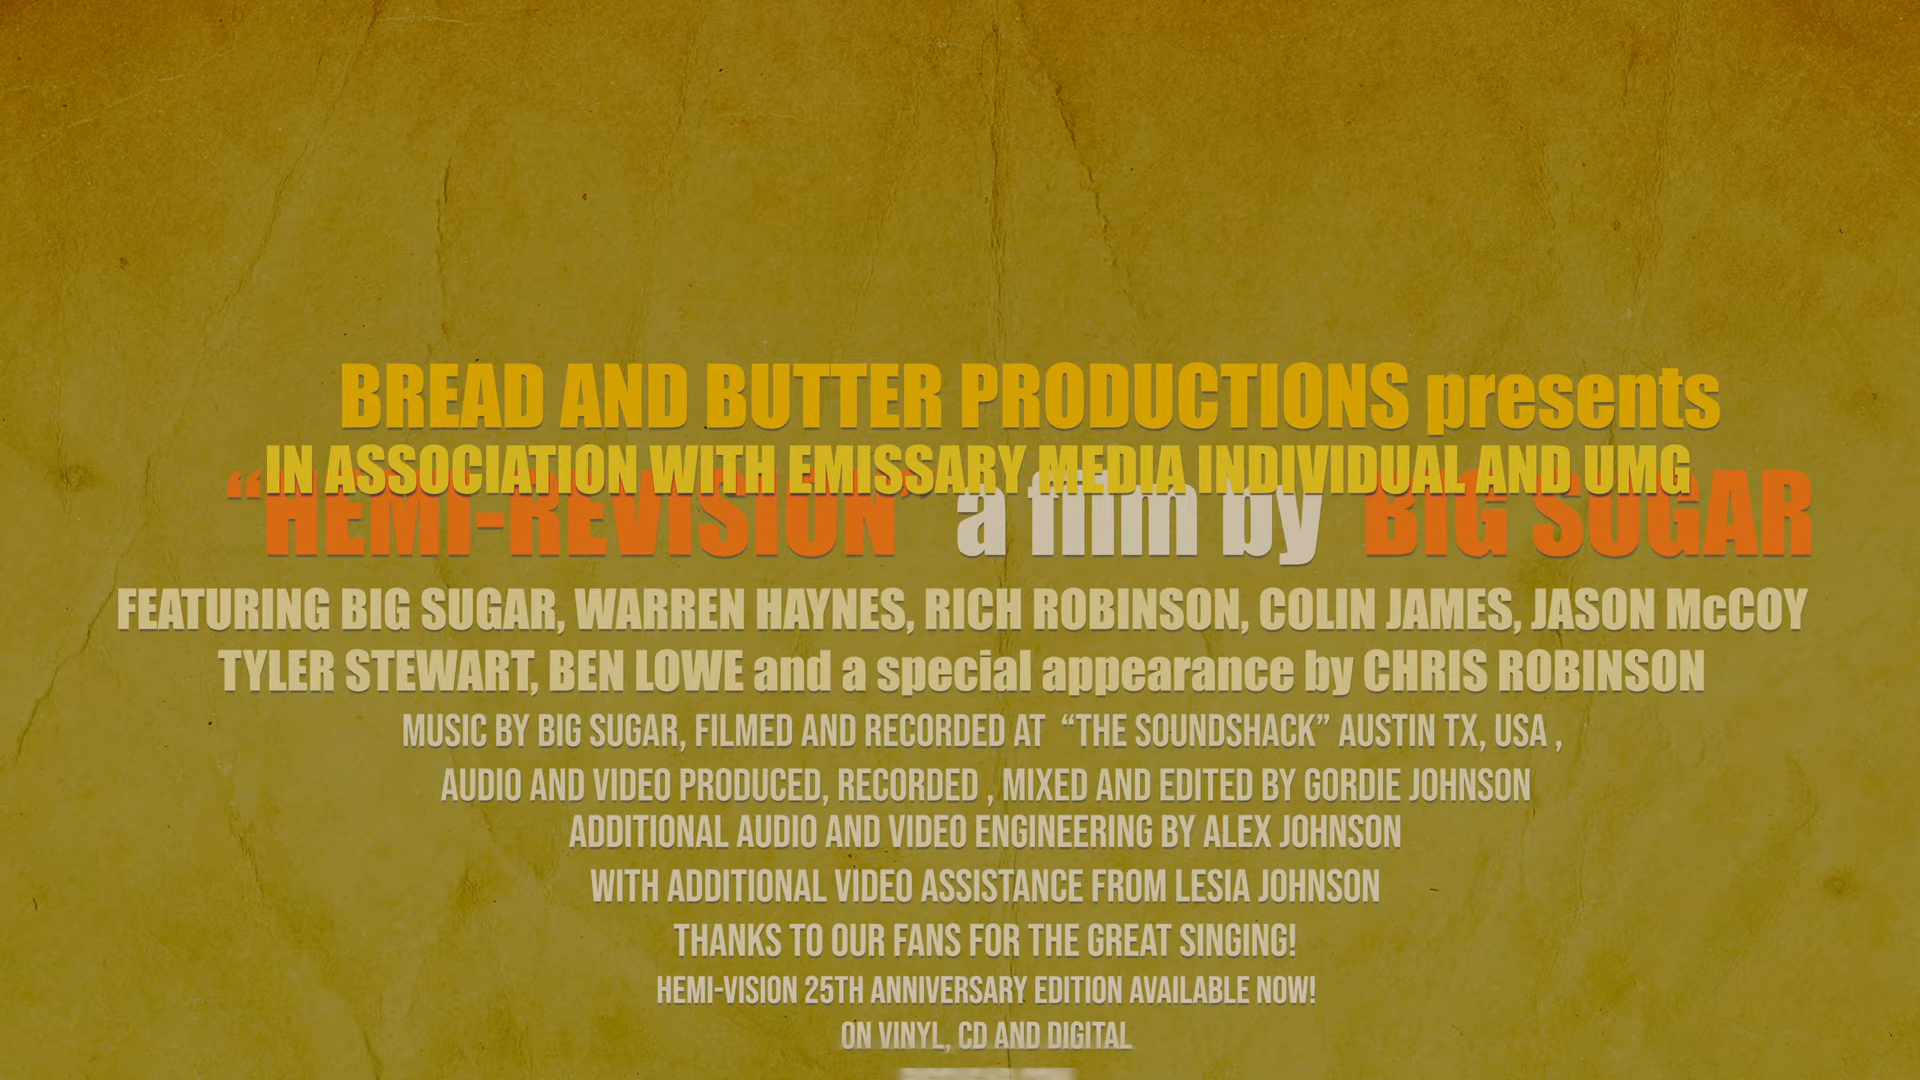 BREAD AND BUTTER PRODUCTIONS presents
IN ASSOCIATION WITH EMISSARY MEDIA INDIVIDUAL AND UMG
“HEMI-REVISION” a film by BIG SUGAR
FEATURING BIG SUGAR, WARREN HAYNES, RICH ROBINSON, COLIN JAMES, JASON McCOY
TYLER STEWART, BEN LOWE and a special appearance by CHRIS ROBINSON
MUSIC BY BIG SUGAR, FILMED AND RECORDED AT “THE SOUNDSHACK” AUSTIN TX, USA ,
AUDIO AND VIDEO PRODUCED, RECORDED , MIXED AND EDITED BY GORDIE JOHNSON
ADDITIONAL AUDIO AND VIDEO ENGINEERING BY ALEX JOHNSON
WITH ADDITIONAL VIDEO ASSISTANCE FROM LESIA JOHNSON
THANKS TO OUR FANS FOR THE GREAT SINGING!
HEMI-VISION 25TH ANNIVERSARY EDITION AVAILABLE NOW!
ON VINYL, CD AND DIGITAL